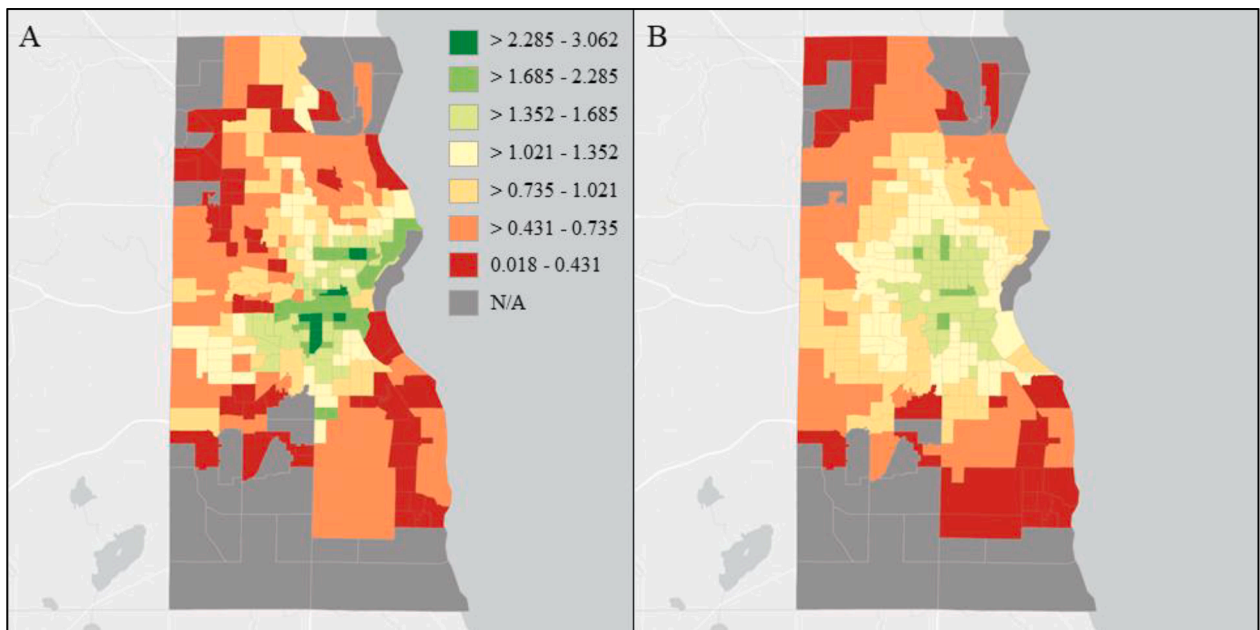 A
> 2.285 - 3.062
> 1.685 - 2.285
> 1.352 - 1.685
> 1.021 - 1.352
> 0.735 - 1.021
> 0.431 - 0.735
0.018 - 0.431
N/A
B